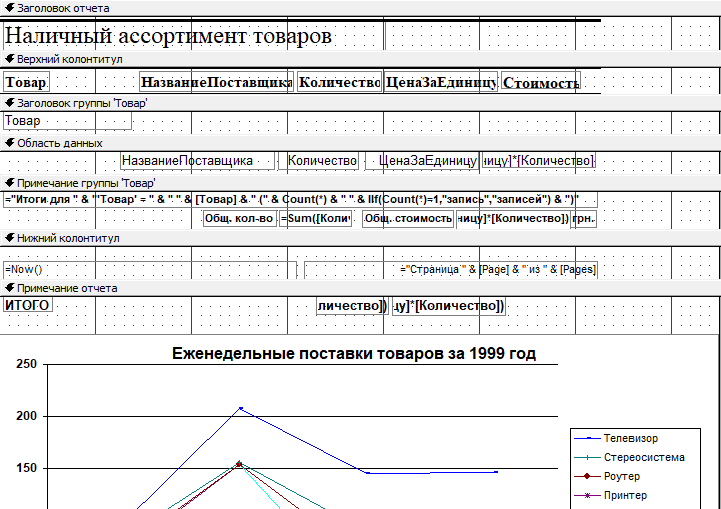 Заголовок отчета
Наличный ассортимент товаров
Верхний колонтитул
Товар НазваниеПоставщика Количество ЦенаЗаЕдиницу Стоимость
Заголовок группы 'Товар'
Товар
Область данных
НазваниеПоставщика Количество ЦенаЗаЕдиницу ницу]*[Количество]
Примечание группы 'Товар'
="Итоги для " & "'Товар' = " & " " & [Товар] & " (" & Count(*) & " " & IIf(Count(*)=1,"запись","записей") & ")"
Общ. кол-во =Sum([Колич Общ. стоимость ницу]*[Количество]) грн.
Нижний колонтитул
=Now() ="Страница " & [Page] & " из " & [Pages]
Примечание отчета
ИТОГО личество]) цу]*[Количество])
Еженедельные поставки товаров за 1999 год
250
200
150
Телевизор
Стереосистема
Роутер
Принтер